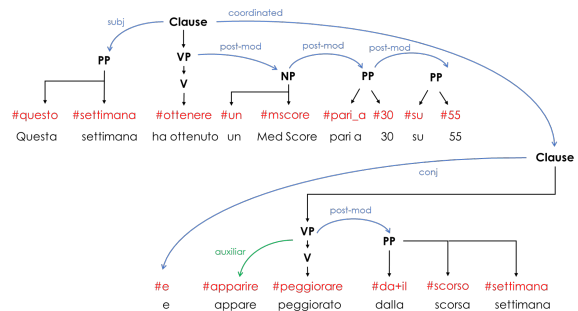 subj Clause coordinated
PP VP post-mod post-mod post-mod
V NP PP PP
#questo #settimana #ottenere #un #mscore #pari_a #30 #su #55
Questa settimana ha ottenuto un Med Score pari a 30 su 55
Clause
conj
VP post-mod
auxiliar V PP
#e #apparire #peggiorare #da+il #scorso #settimana
e appare peggiorato dalla scorsa settimana